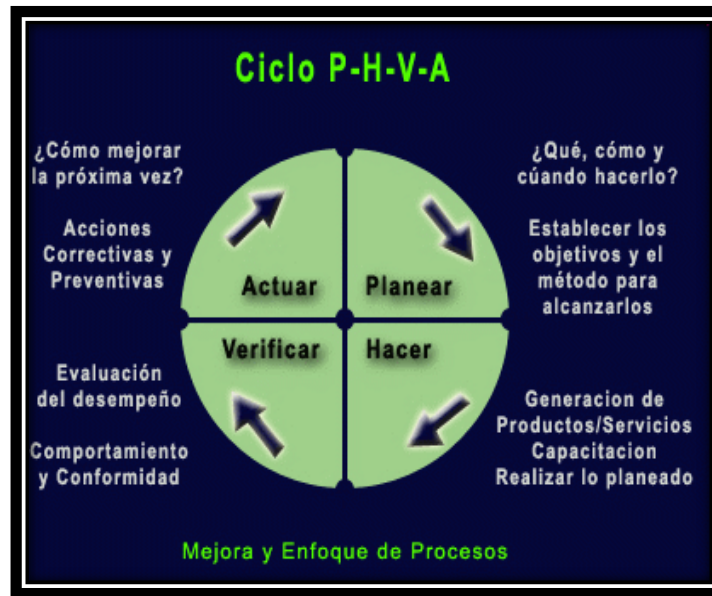 Ciclo P-H-V-A
¿Cómo mejorar
la próxima vez?
Acciones
Correctivas y
Preventivas
¿Qué, cómo y
cúando hacerlo?
Establecer los
objetivos y el
método para
alcanzarlos
Actuar
Planear
Verificar
Hacer
Evaluación
del desempeño
Comportamiento
y Conformidad
Generacion de
Productos/Servicios
Capacitacion
Realizar lo planeado
Mejora y Enfoque de Procesos